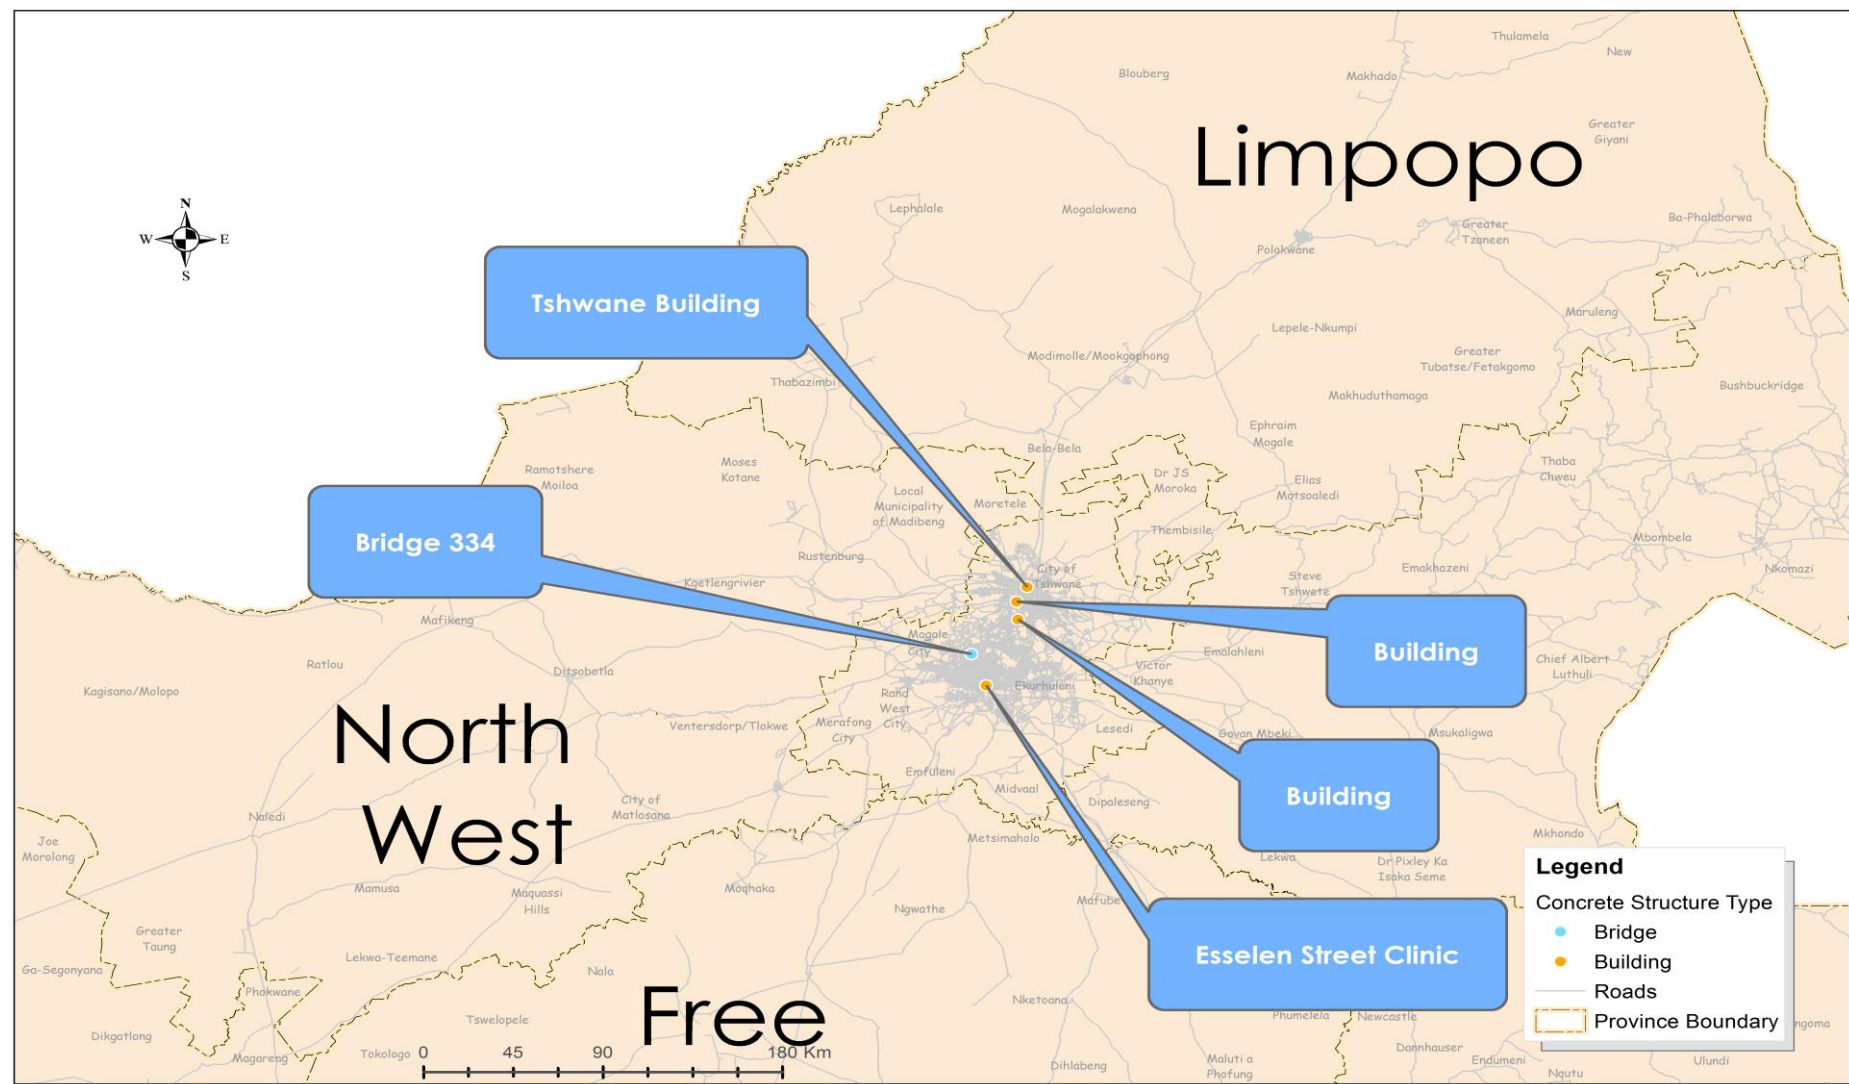 Thulamela
New
Blouberg
Makhado
Greater
Giyani
Limpopo
N
W
E
S
Lephalale
Mogalakwena
Greater
Tzaneen
Ba-Phalaborwa
Polokwane
Tshwane Building
Maruleng
Lepele-Nkumpi
Modimolle/Mookgophong
Greater
Tubatse/Fetakgomo
Thabazimbi
Bushbuckridge
Makhuduthamaga
Ephraim
Mogale
Bela-Bela
Ramotshere
Moiloa
Moses
Kotane
Dr JS
Moroka
Thaba
Chweu
Elias
Motsoaledi
Local
Municipality
of Madibeng
Moretele
Thembisile
Bridge 334
Rustenburg
Mbombela
City of
Tshwane
Kgetlengrivier
Steve
Tshwete
Emakhazeni
Nkomazi
Mafikeng
Mogale
City
Building
Emalahleni
Victor
Khanye
Chief Albert
Luthuli
Ratlou
Ditsobotla
Kagisano/Molopo
Rand
West
City
Ekurhuleni
North
West
Ventersdorp/Tlokwe
Merafong
City
Lesedi
Govan Mbeki
Msukaligwa
Emfuleni
Midvaal
Dipaleseng
Building
City of
Matlosana
Naledi
Joe
Morolong
Metsimaholo
Mkhondo
Lekwa
Dr Pixley Ka
Isaka Seme
Mamusa
Maquassi
Hills
Moqhaka
Ngwathe
Mafube
Legend
Concrete Structure Type
Bridge
Building
Roads
Province Boundary
Esselen Street Clinic
Greater
Taung
Lekwa-Teemane
Ga-Segonyana
Nala
Phokwane
Free
Nketoana
Tswelopele
Phumelela
Newcastle
Dikgatlong
Magareng
Tokologo
0
45
90
180 Km
Dihlabeng
Maluti a
Phofung
Dannhauser
Endumeni
Nqutu
Ulundi